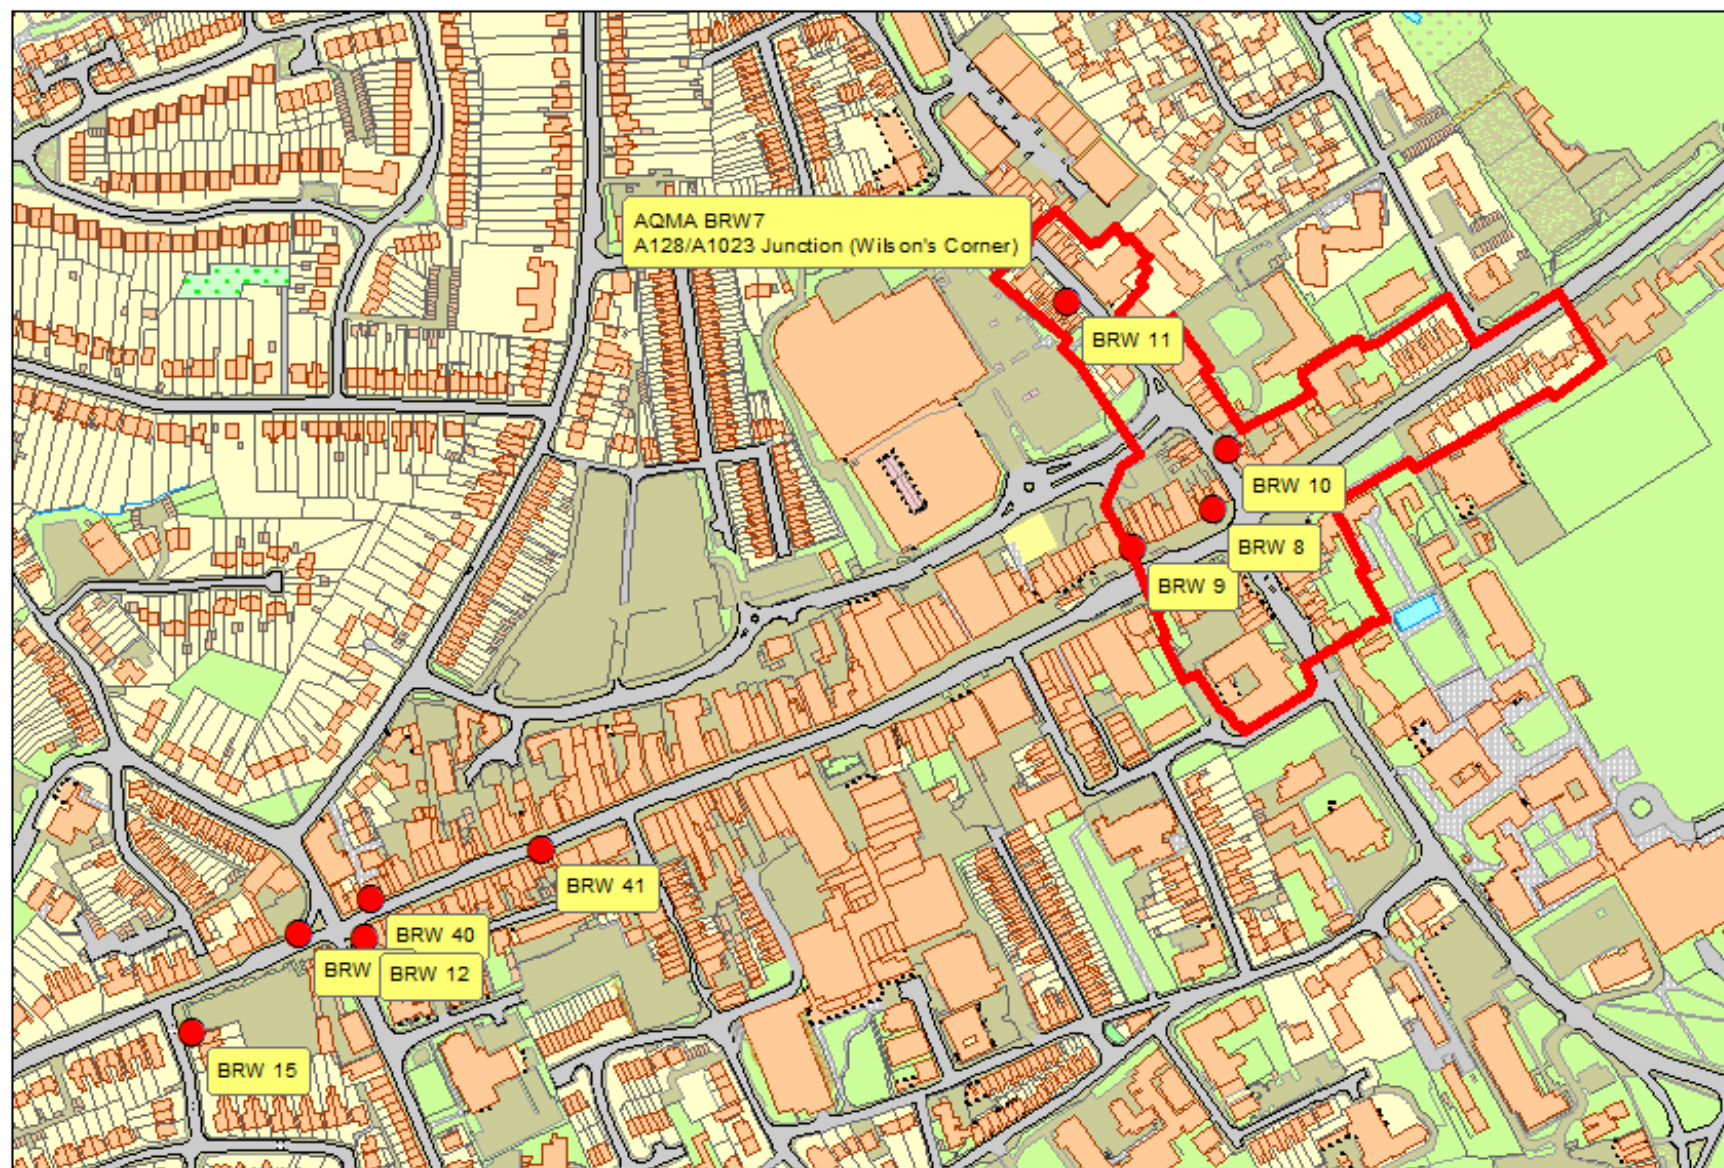 AQMA BRW7
A128/A1023 Junction (Wilson's Corner)
BRW 11
BRW 10
BRW 8
BRW 9
BRW 41
BRW 40
BRW
BRW 12
BRW 15